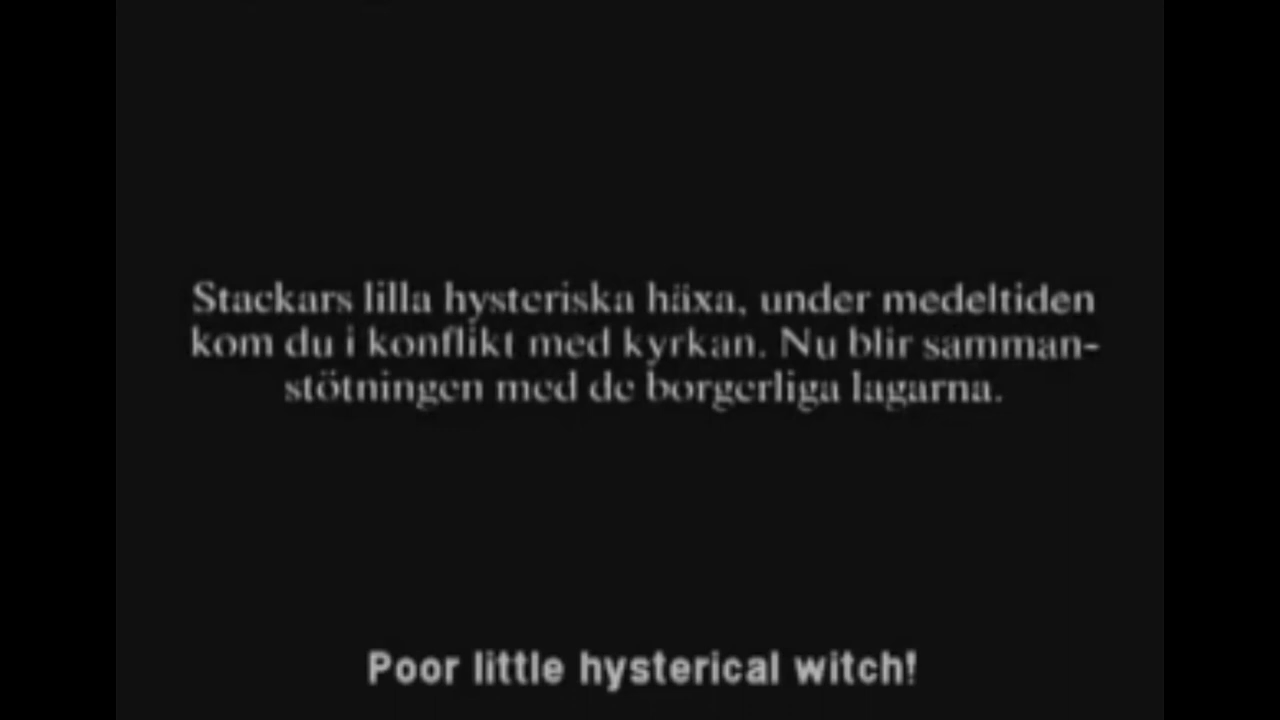 Stackars lilla hysteriska häxa, under medeltiden
kom du i konflikt med kyrkan. Nu blir samman-
stötningen med de borgerliga lagarna.
Poor little hysterical witch!